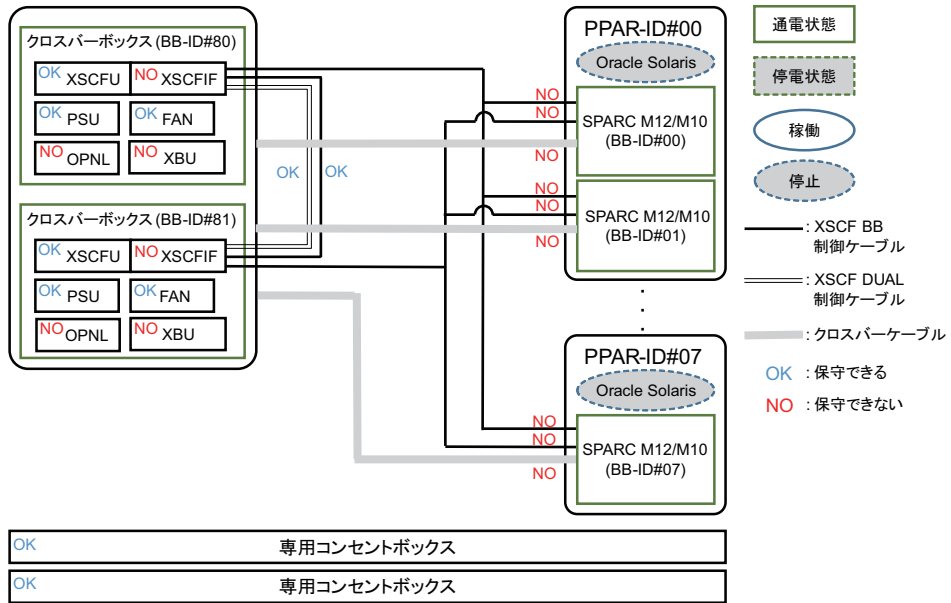 クロスバーボックス (BB-ID#80)
OK XSCFU
NO XSCFIF
OK PSU
OK FAN
NO OPNL
NO XBU
クロスバーボックス (BB-ID#81)
OK XSCFU
NO XSCFIF
OK PSU
OK FAN
NO OPNL
NO XBU
OK
OK
PPAR-ID#00
Oracle Solaris
NO
NO
SPARC M12/M10
(BB-ID#00)
NO
NO
NO
SPARC M12/M10
(BB-ID#01)
NO
PPAR-ID#07
Oracle Solaris
NO
NO
SPARC M12/M10
(BB-ID#07)
NO
通電状態
停電状態
稼働
停止
: XSCF BB
制御ケーブル
: XSCF DUAL
制御ケーブル
: クロスバーケーブル
OK : 保守できる
NO : 保守できない
OK 専用コンセントボックス
OK 専用コンセントボックス